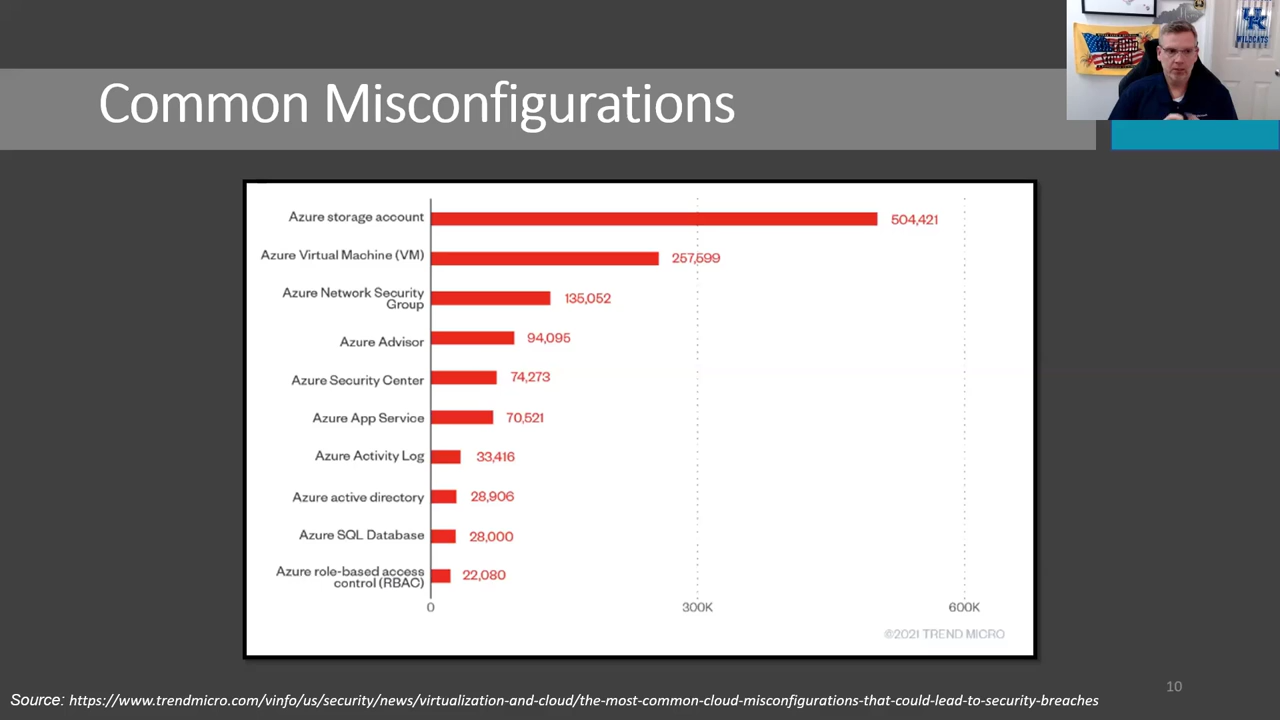 Common Misconfigurations
WILDCATS
Azure storage account
504,421
Azure Virtual Machine (VM)
257,599
Azure Network Security
Group
135,052
Azure Advisor
94,095
Azure Security Center
74,273
Azure App Service
70,521
Azure Activity Log
33,416
Azure active directory
28,906
Azure SQL Database
28,000
Azure role-based access
control (RBAC)
22,080
0
300K
600K
©2021 TREND MICRO
10
Source: https://www.trendmicro.com/vinfo/us/security/news/virtualization-and-cloud/the-most-common-cloud-misconfigurations-that-could-lead-to-security-breaches